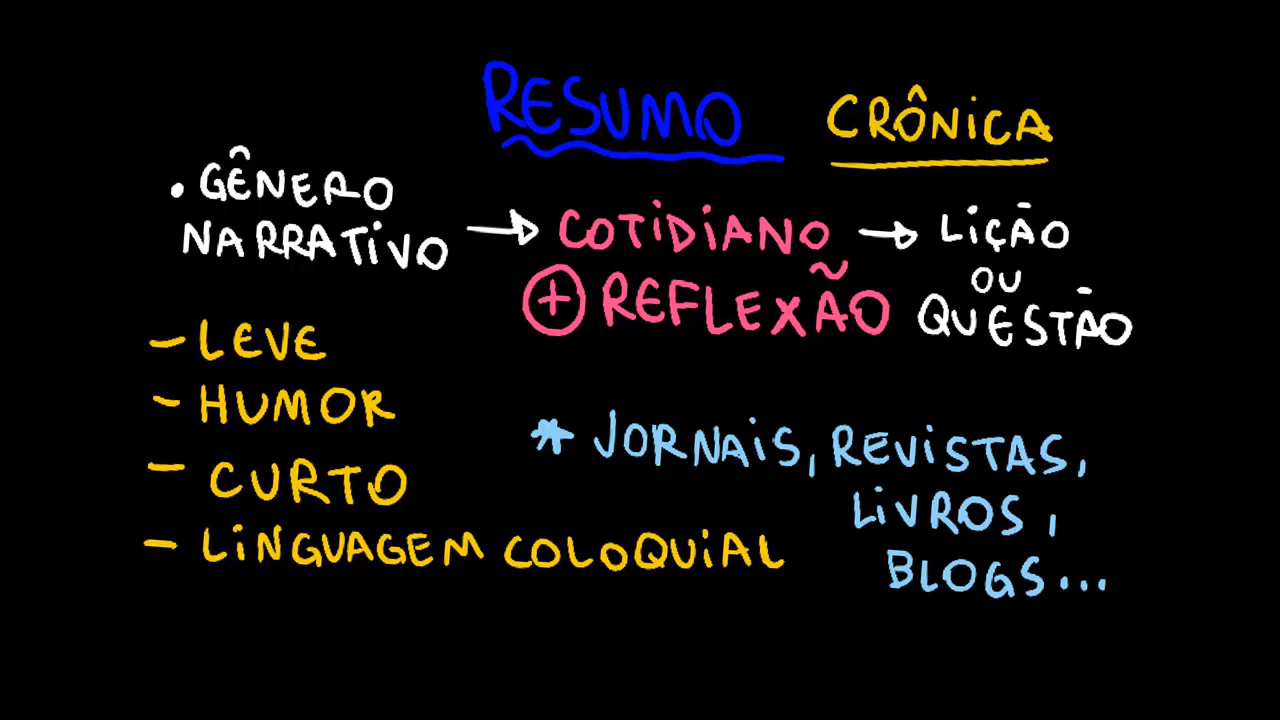 RESUMO CRÔNICA
• GÊNERO
NARRATIVO → COTIDIANO → LIÇÃO
OU
+ REFLEXÃO QUESTÃO
- LEVE
- HUMOR
- CURTO
- LINGUAGEM COLOQUIAL
* JORNAIS, REVISTAS,
LIVROS,
BLOGS...